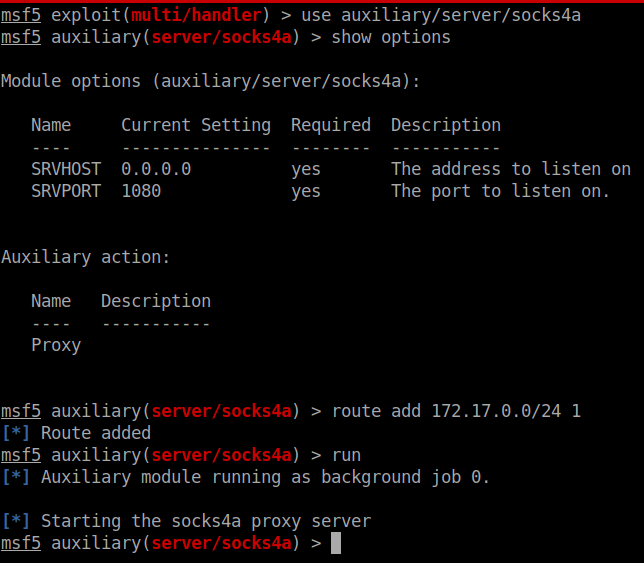 msf5 exploit(multi/handler) > use auxiliary/server/socks4a
msf5 auxiliary(server/socks4a) > show options
Module options (auxiliary/server/socks4a):
Name     Current Setting  Required  Description
----     ---------------  --------  -----------
SRVHOST  0.0.0.0          yes       The address to listen on
SRVPORT  1080             yes       The port to listen on.
Auxiliary action:
Name   Description
----   -----------
Proxy
msf5 auxiliary(server/socks4a) > route add 172.17.0.0/24 1
[*] Route added
msf5 auxiliary(server/socks4a) > run
[*] Auxiliary module running as background job 0.
[*] Starting the socks4a proxy server
msf5 auxiliary(server/socks4a) >